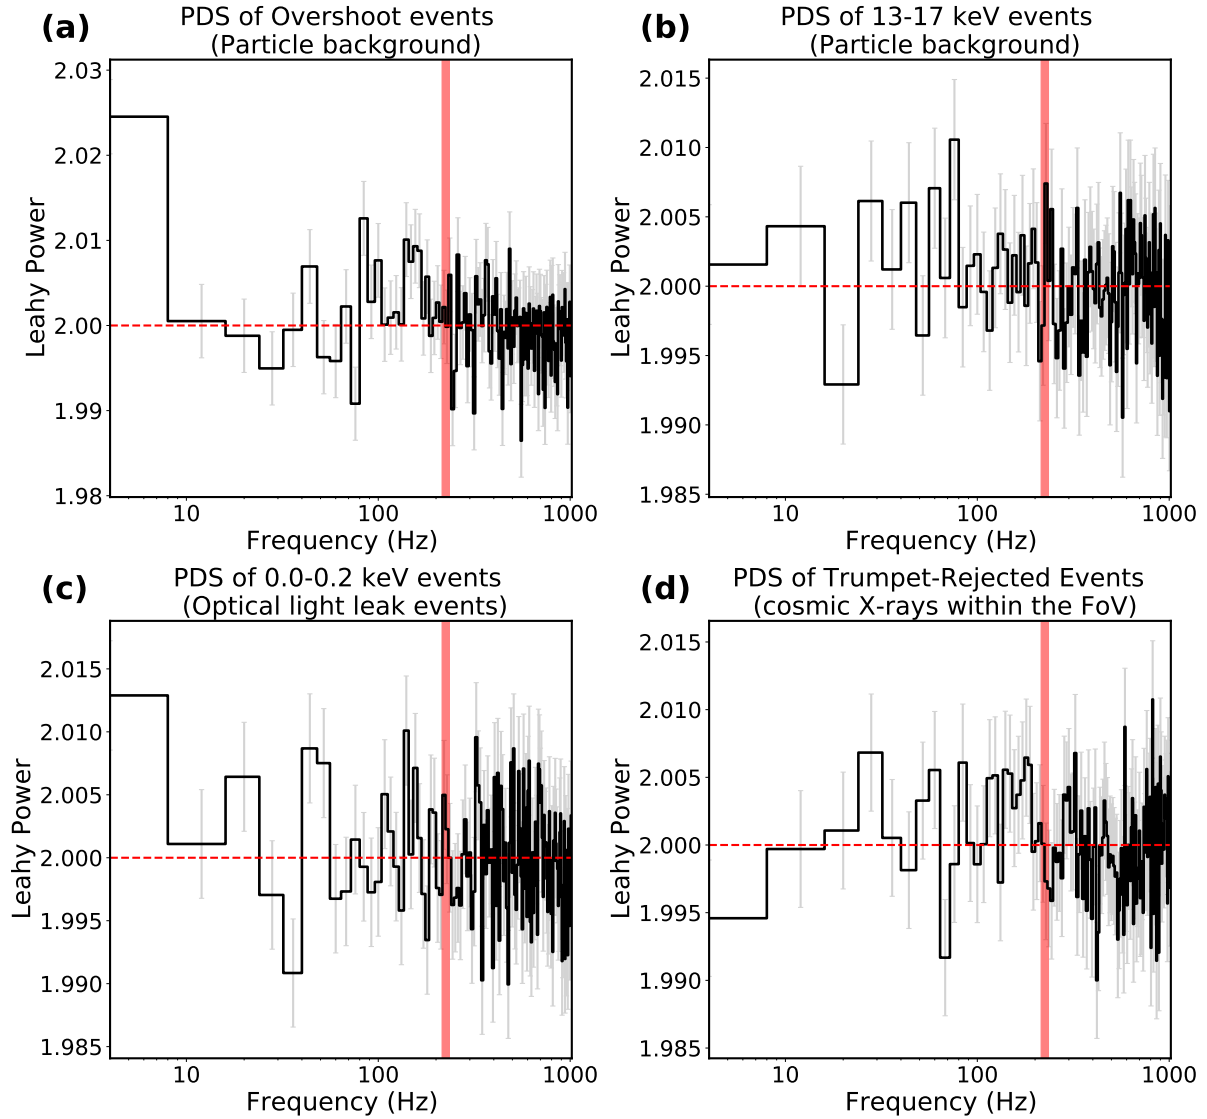 (a)
PDS of Overshoot events
(Particle background)
2.03
2.02
2.01
2.00
1.99
1.98
Leahy Power
10
100
1000
Frequency (Hz)
(b)
PDS of 13-17 keV events
(Particle background)
2.015
2.010
2.005
2.000
1.995
1.990
1.985
Leahy Power
10
100
1000
Frequency (Hz)
(c)
PDS of 0.0-0.2 keV events
(Optical light leak events)
2.015
2.010
2.005
2.000
1.995
1.990
1.985
Leahy Power
10
100
1000
Frequency (Hz)
(d)
PDS of Trumpet-Rejected Events
(cosmic X-rays within the FoV)
2.015
2.010
2.005
2.000
1.995
1.990
1.985
Leahy Power
10
100
1000
Frequency (Hz)